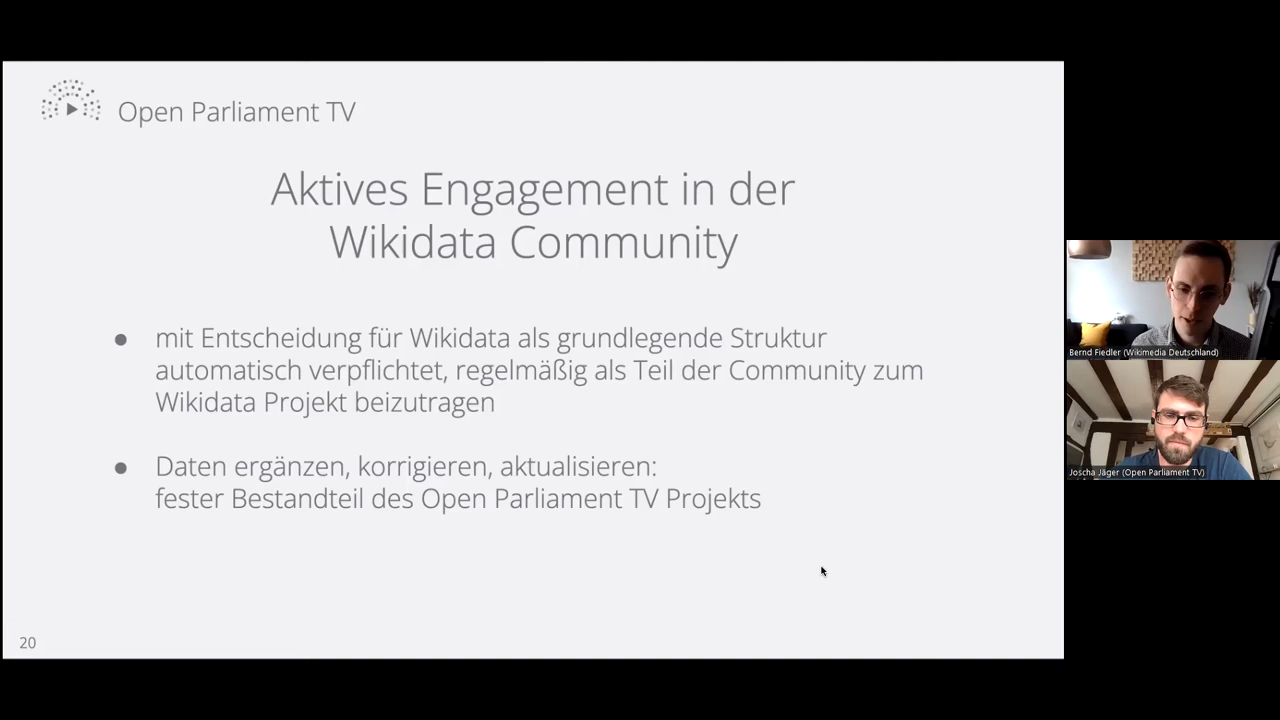 Open Parliament TV
Aktives Engagement in der
Wikidata Community
● mit Entscheidung für Wikidata als grundlegende Struktur
automatisch verpflichtet, regelmäßig als Teil der Community zum
Wikidata Projekt beizutragen
● Daten ergänzen, korrigieren, aktualisieren:
fester Bestandteil des Open Parliament TV Projekts
20
Bernd Fiedler (Wikimedia Deutschland)
Joscha Jäger (Open Parliament TV)